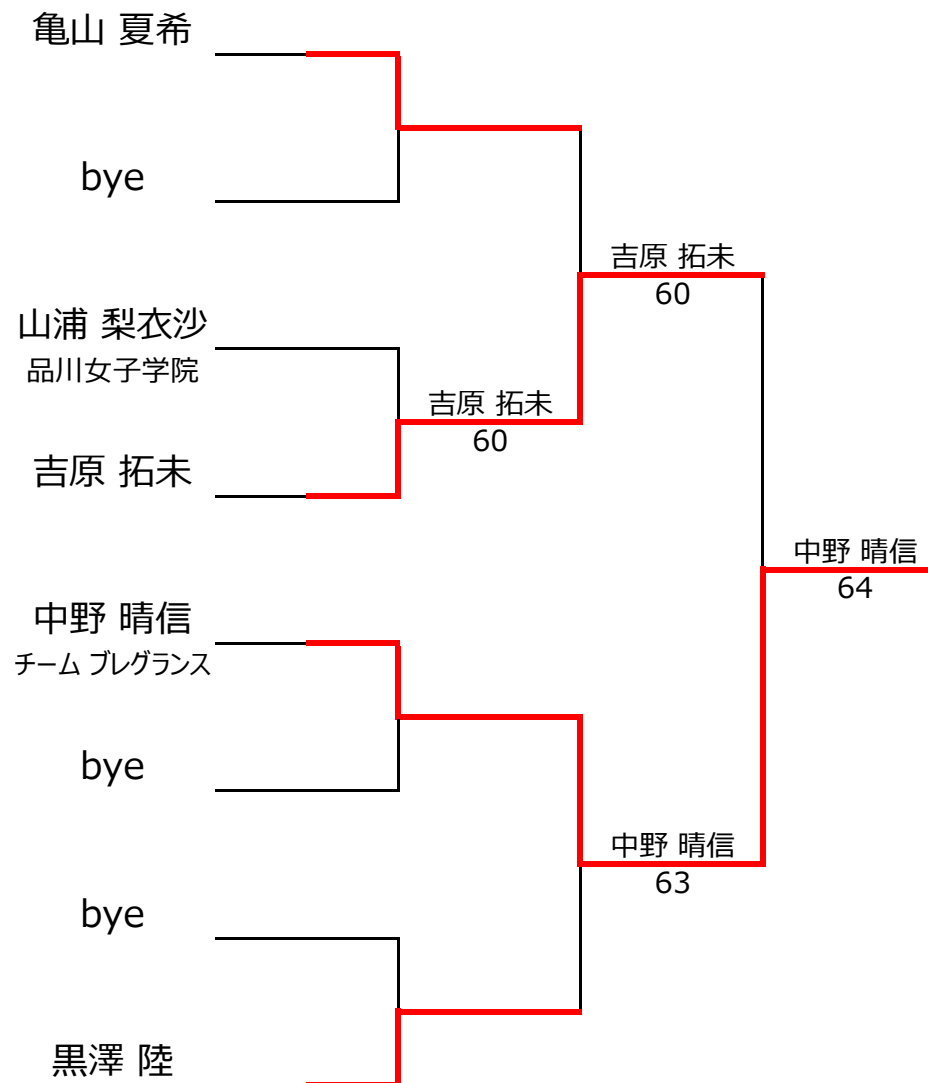 亀山 夏希
bye
吉原 拓未
60
山浦 梨衣沙
品川女子学院
吉原 拓未
60
吉原 拓未
中野 晴信
64
中野 晴信
チーム ブレグランス
bye
中野 晴信
63
bye
黒澤 陸